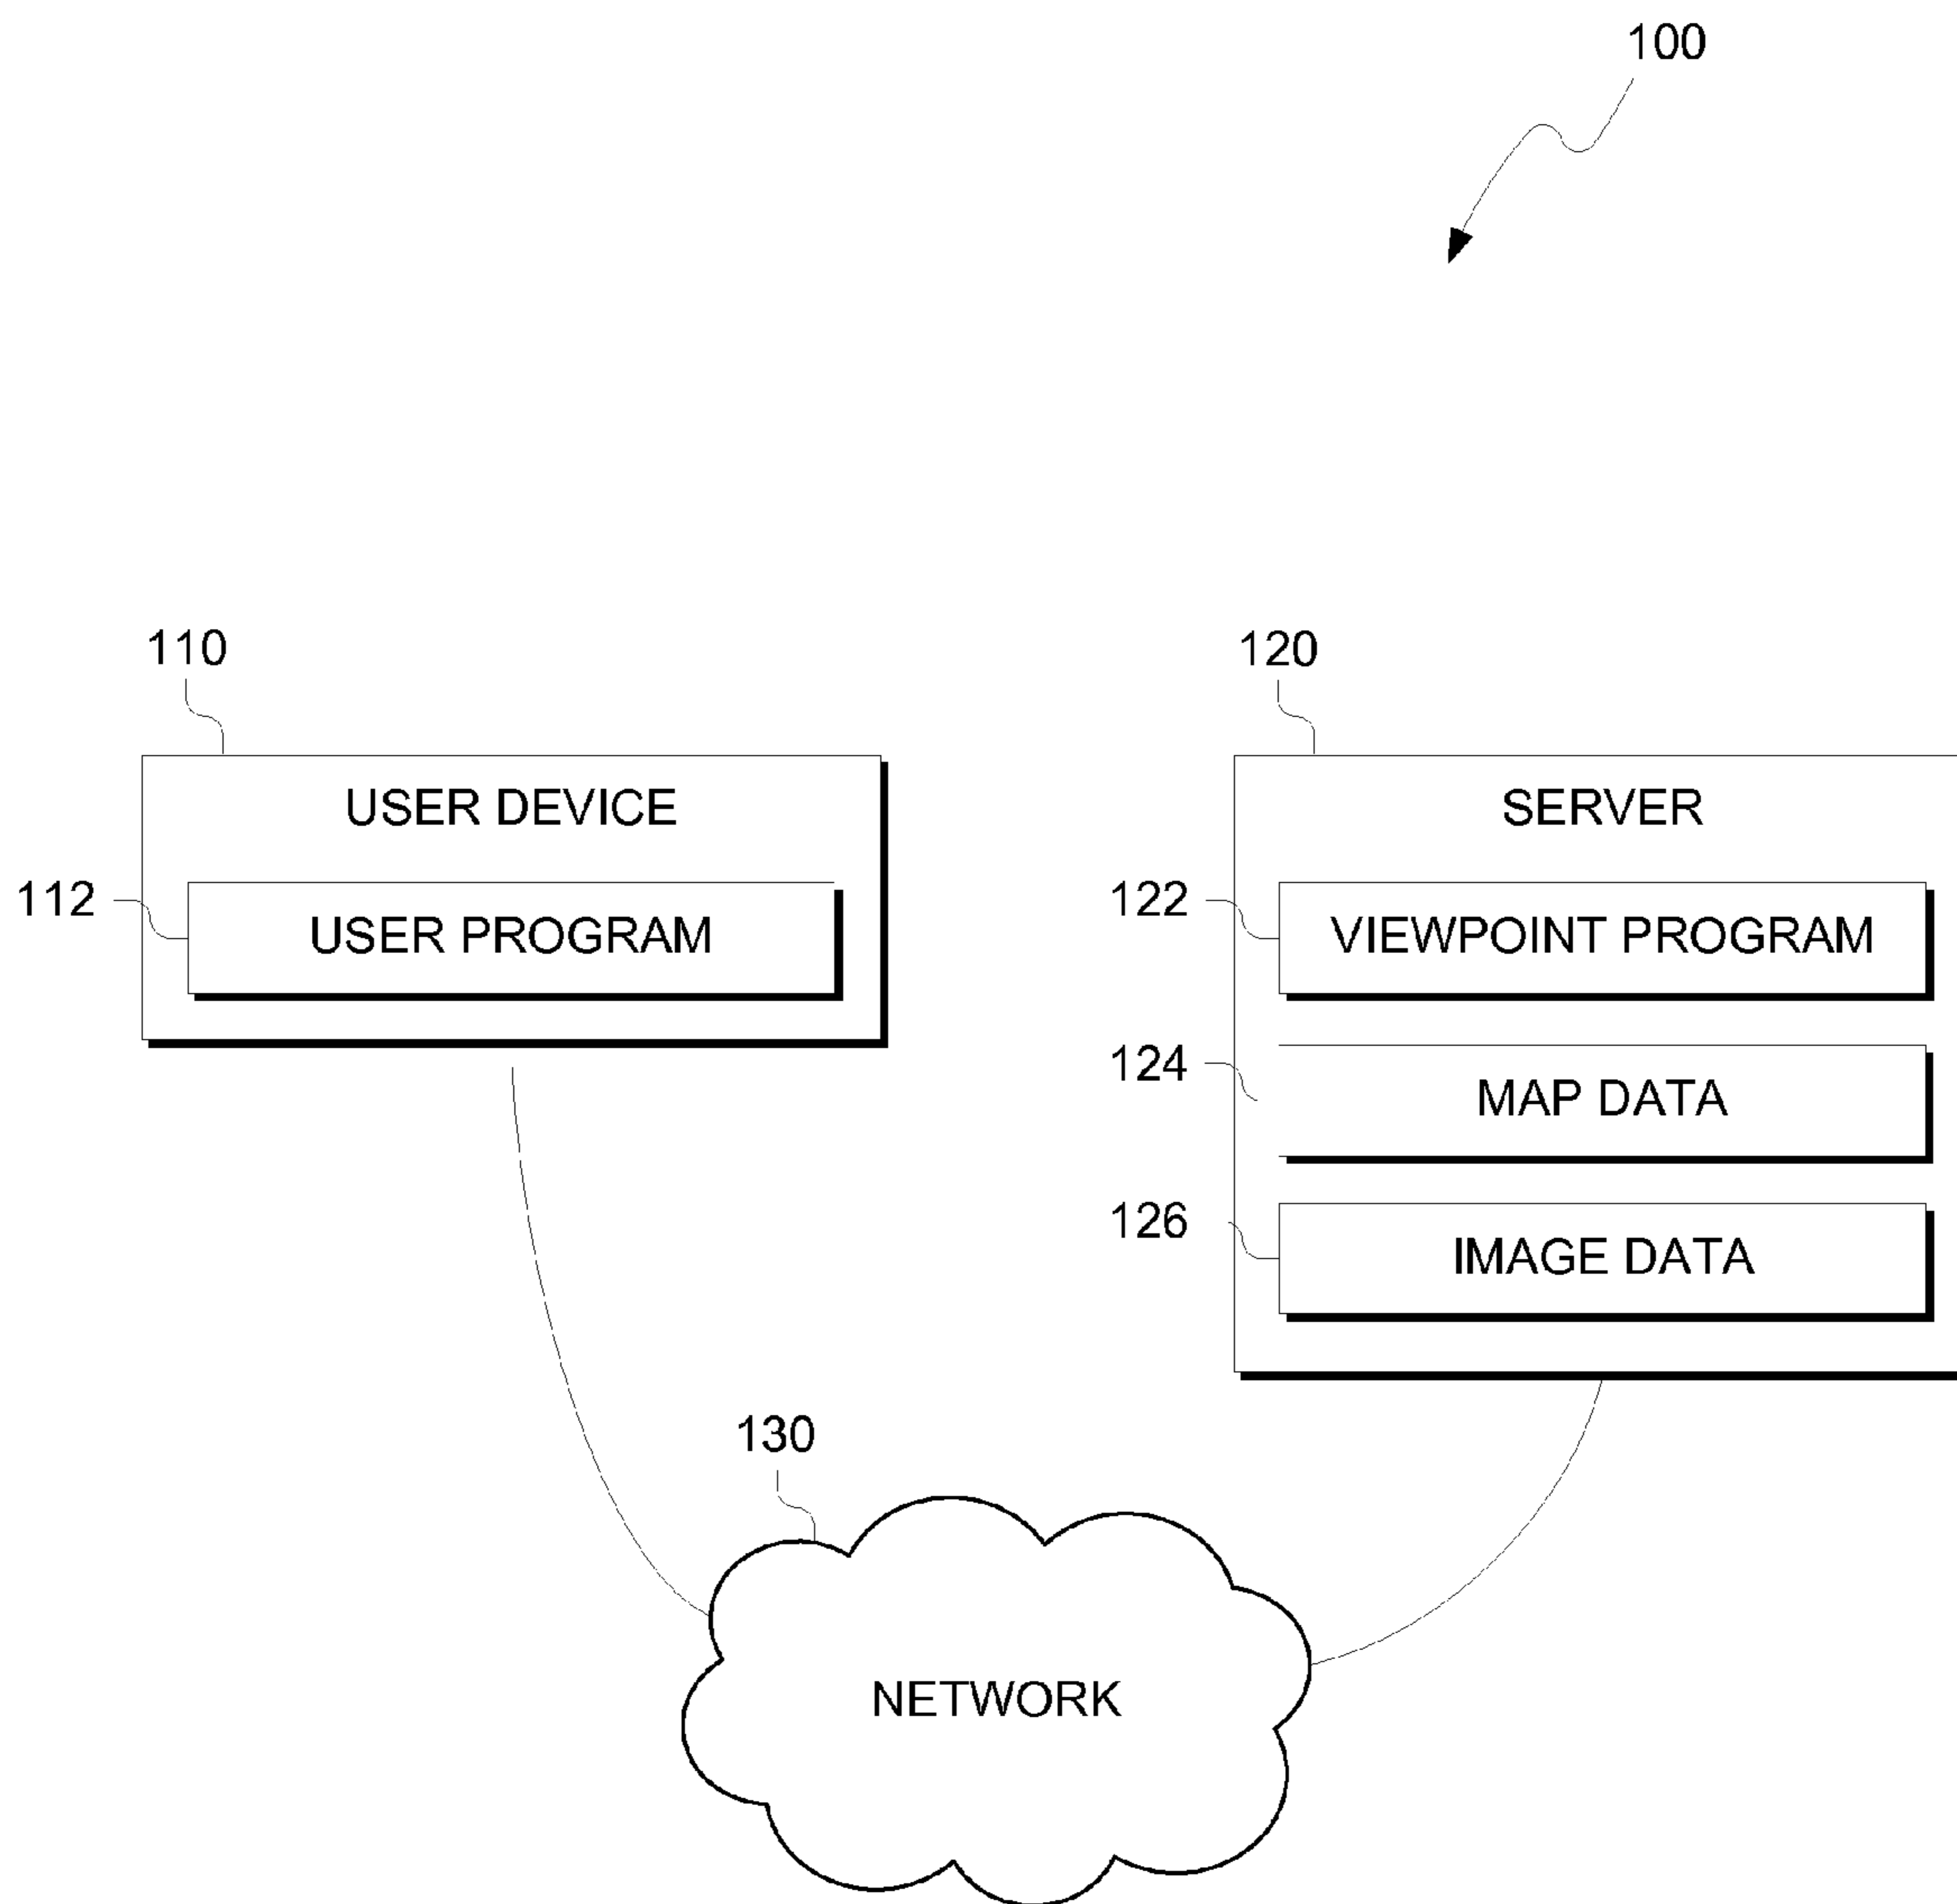 100
110
USER DEVICE
112
USER PROGRAM
120
SERVER
122
VIEWPOINT PROGRAM
124
MAP DATA
126
IMAGE DATA
130
NETWORK